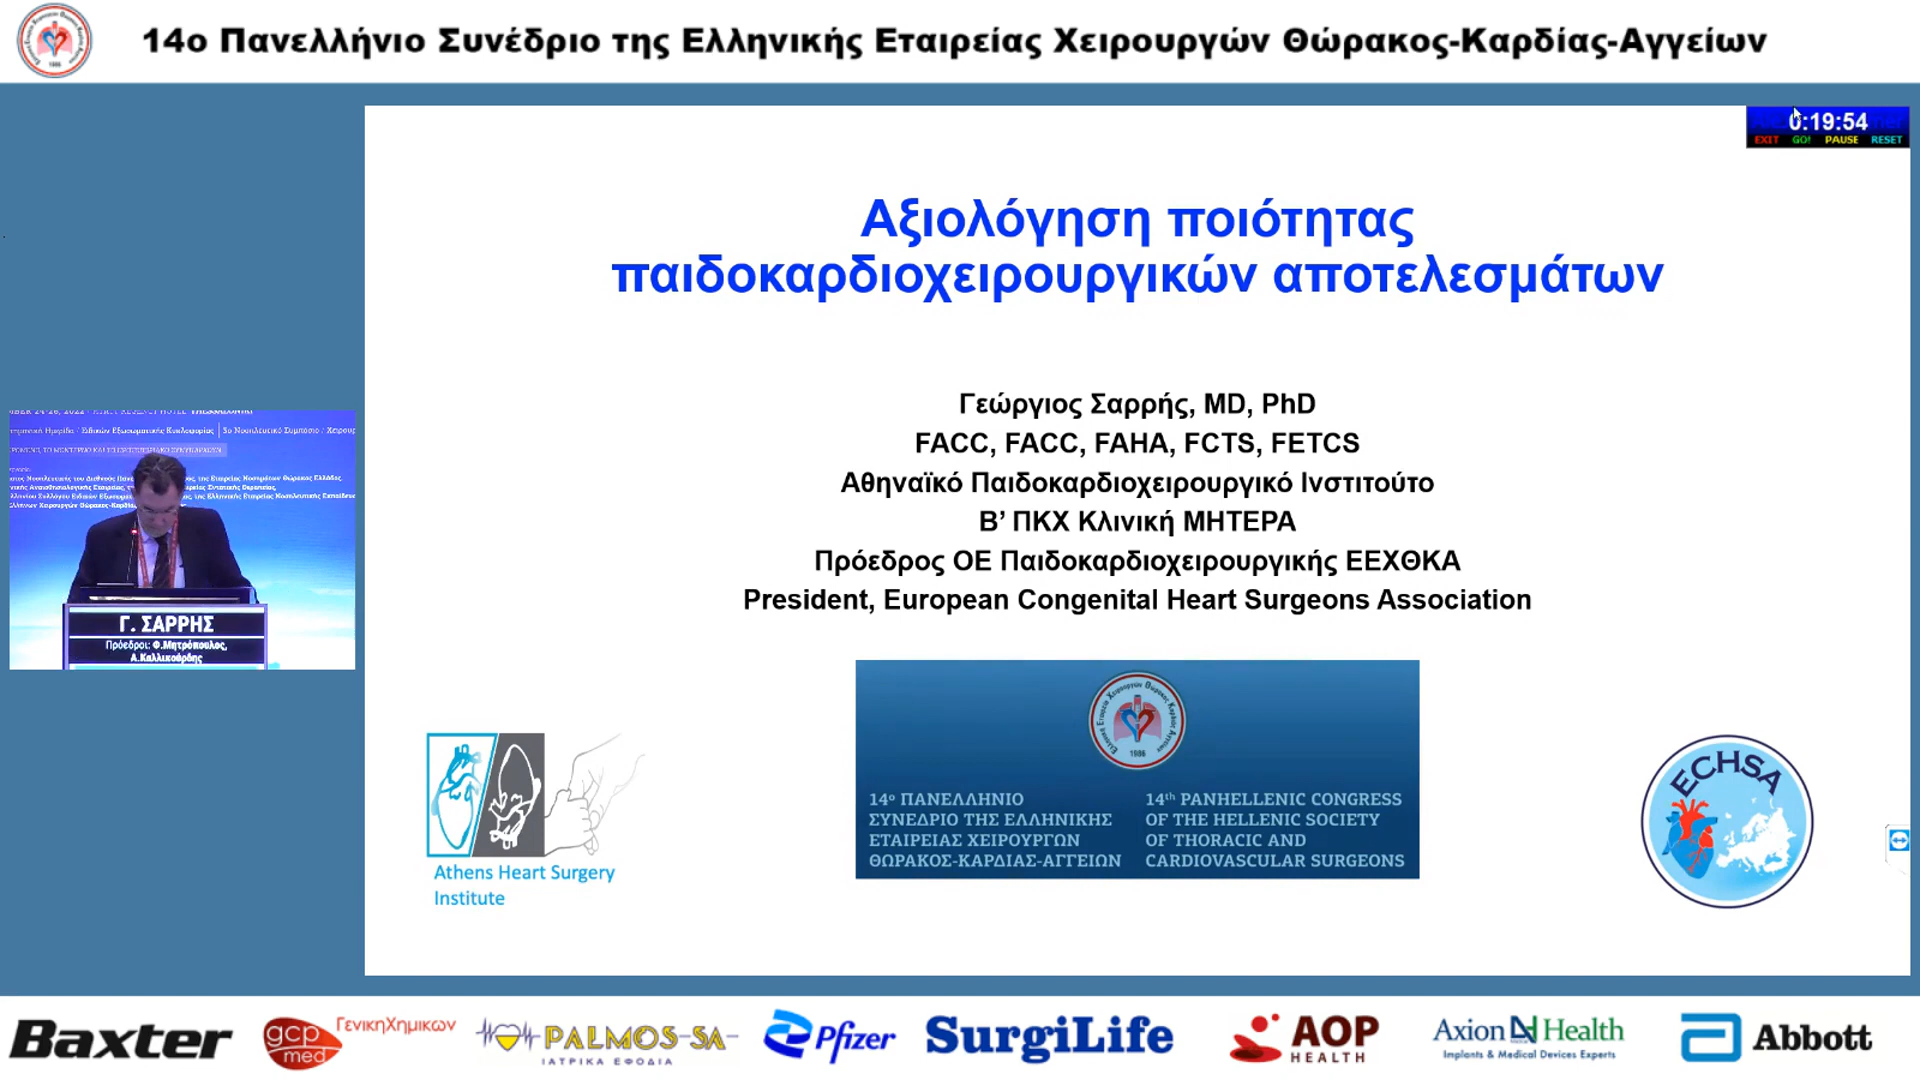 14ο Πανελλήνιο Συνέδριο της Ελληνικής Εταιρείας Χειρουργών Θώρακος-Καρδίας-Αγγείων
0:19:54
EXIT GO! PAUSE RESET
Αξιολόγηση ποιότητας
παιδοκαρδιοχειρουργικών αποτελεσμάτων
Γεώργιος Σαρρής, MD, PhD
FACC, FACC, FAHA, FCTS, FETCS
Αθηναϊκό Παιδοκαρδιοχειρουργικό Ινστιτούτο
Β’ ΠΚΧ Κλινική ΜΗΤΕΡΑ
Πρόεδρος ΟΕ Παιδοκαρδιοχειρουργικής ΕΕΧΘΚΑ
President, European Congenital Heart Surgeons Association
Γ. ΣΑΡΡΗΣ
Πρόεδροι: Φ.Μητρόπουλος,
Α.Καλλικούρδης
Athens Heart Surgery
Institute
1986
14ο ΠΑΝΕΛΛΗΝΙΟ
ΣΥΝΕΔΡΙΟ ΤΗΣ ΕΛΛΗΝΙΚΗΣ
ΕΤΑΙΡΕΙΑΣ ΧΕΙΡΟΥΡΓΩΝ
ΘΩΡΑΚΟΣ-ΚΑΡΔΙΑΣ-ΑΓΓΕΙΩΝ
14th PANHELLENIC CONGRESS
OF THE HELLENIC SOCIETY
OF THORACIC AND
CARDIOVASCULAR SURGEONS
ECHSA
Baxter
gcp med ΓενικηΧημικων
PALMOS-SA
ΙΑΤΡΙΚΑ ΕΦΟΔΙΑ
Pfizer
SurgiLife
AOP
HEALTH
Axion Health
Implants & Medical Devices Experts
Abbott